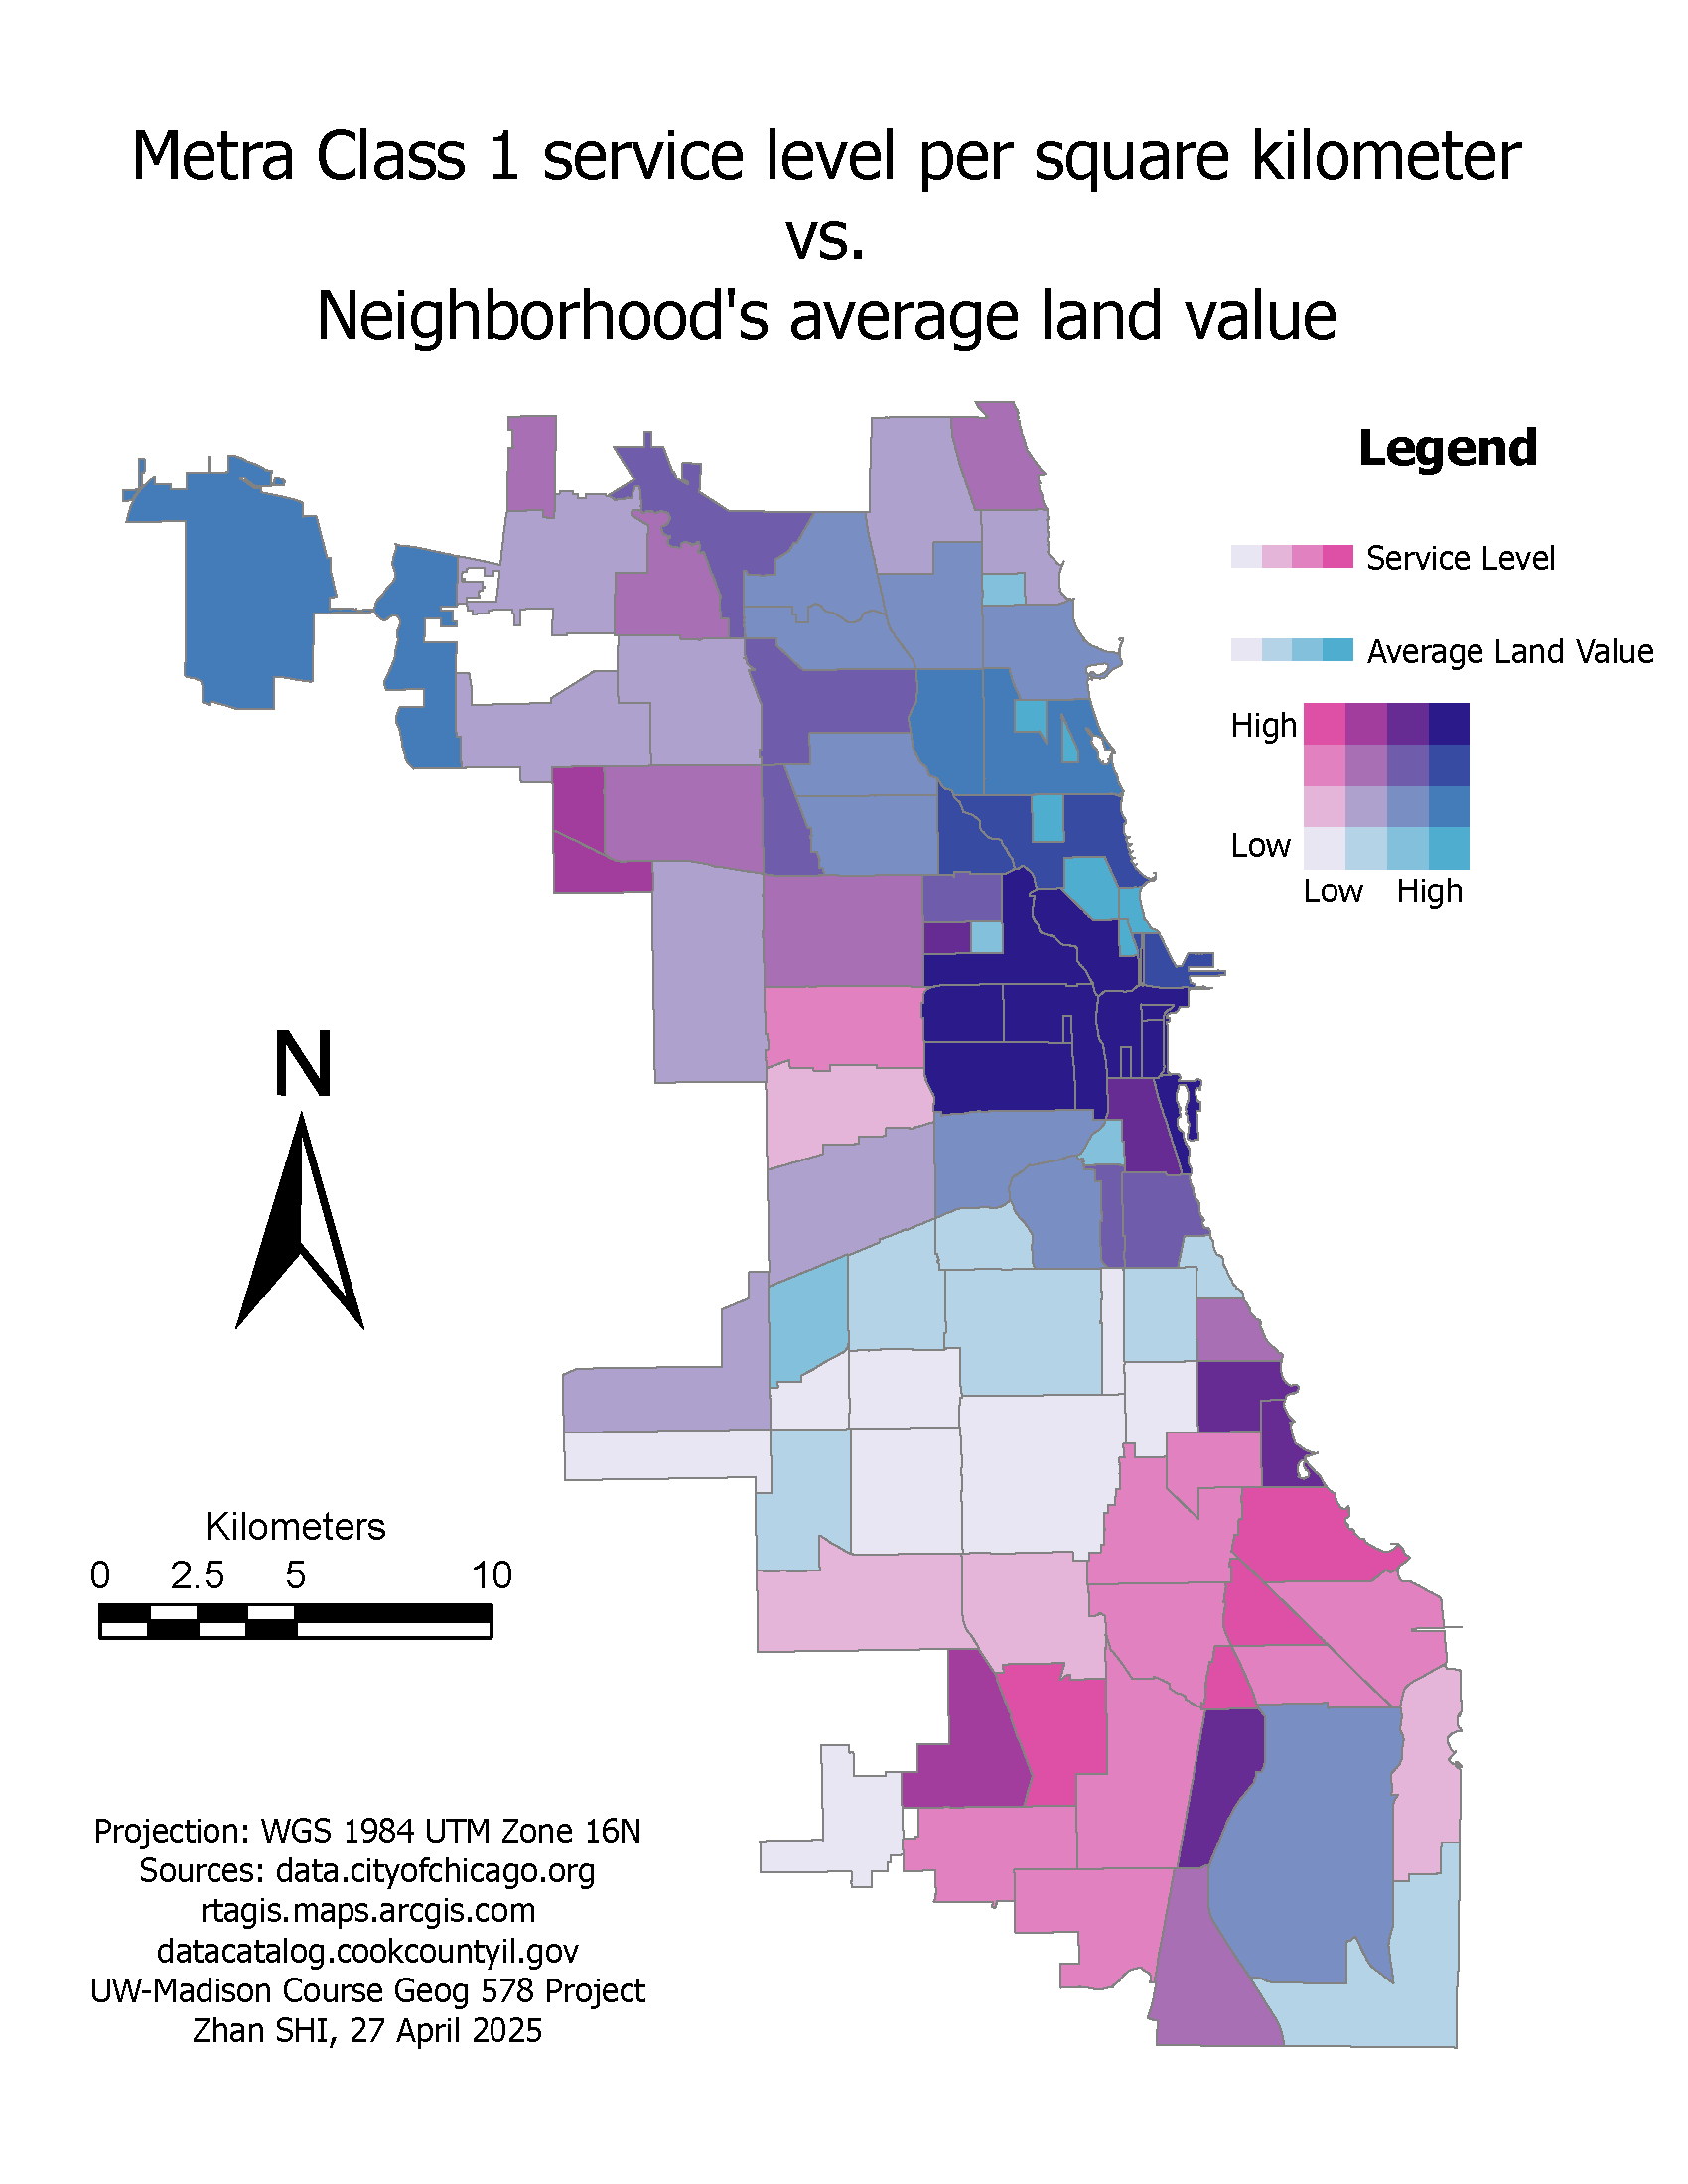 Metra Class 1 service level per square kilometer
vs.
Neighborhood's average land value
Legend
Service Level
Average Land Value
High
Low
Low High
N
Kilometers
0 2.5 5 10
Projection: WGS 1984 UTM Zone 16N
Sources: data.cityofchicago.org
rtagis.maps.arcgis.com
datacatalog.cookcountyil.gov
UW-Madison Course Geog 578 Project
Zhan SHI, 27 April 2025